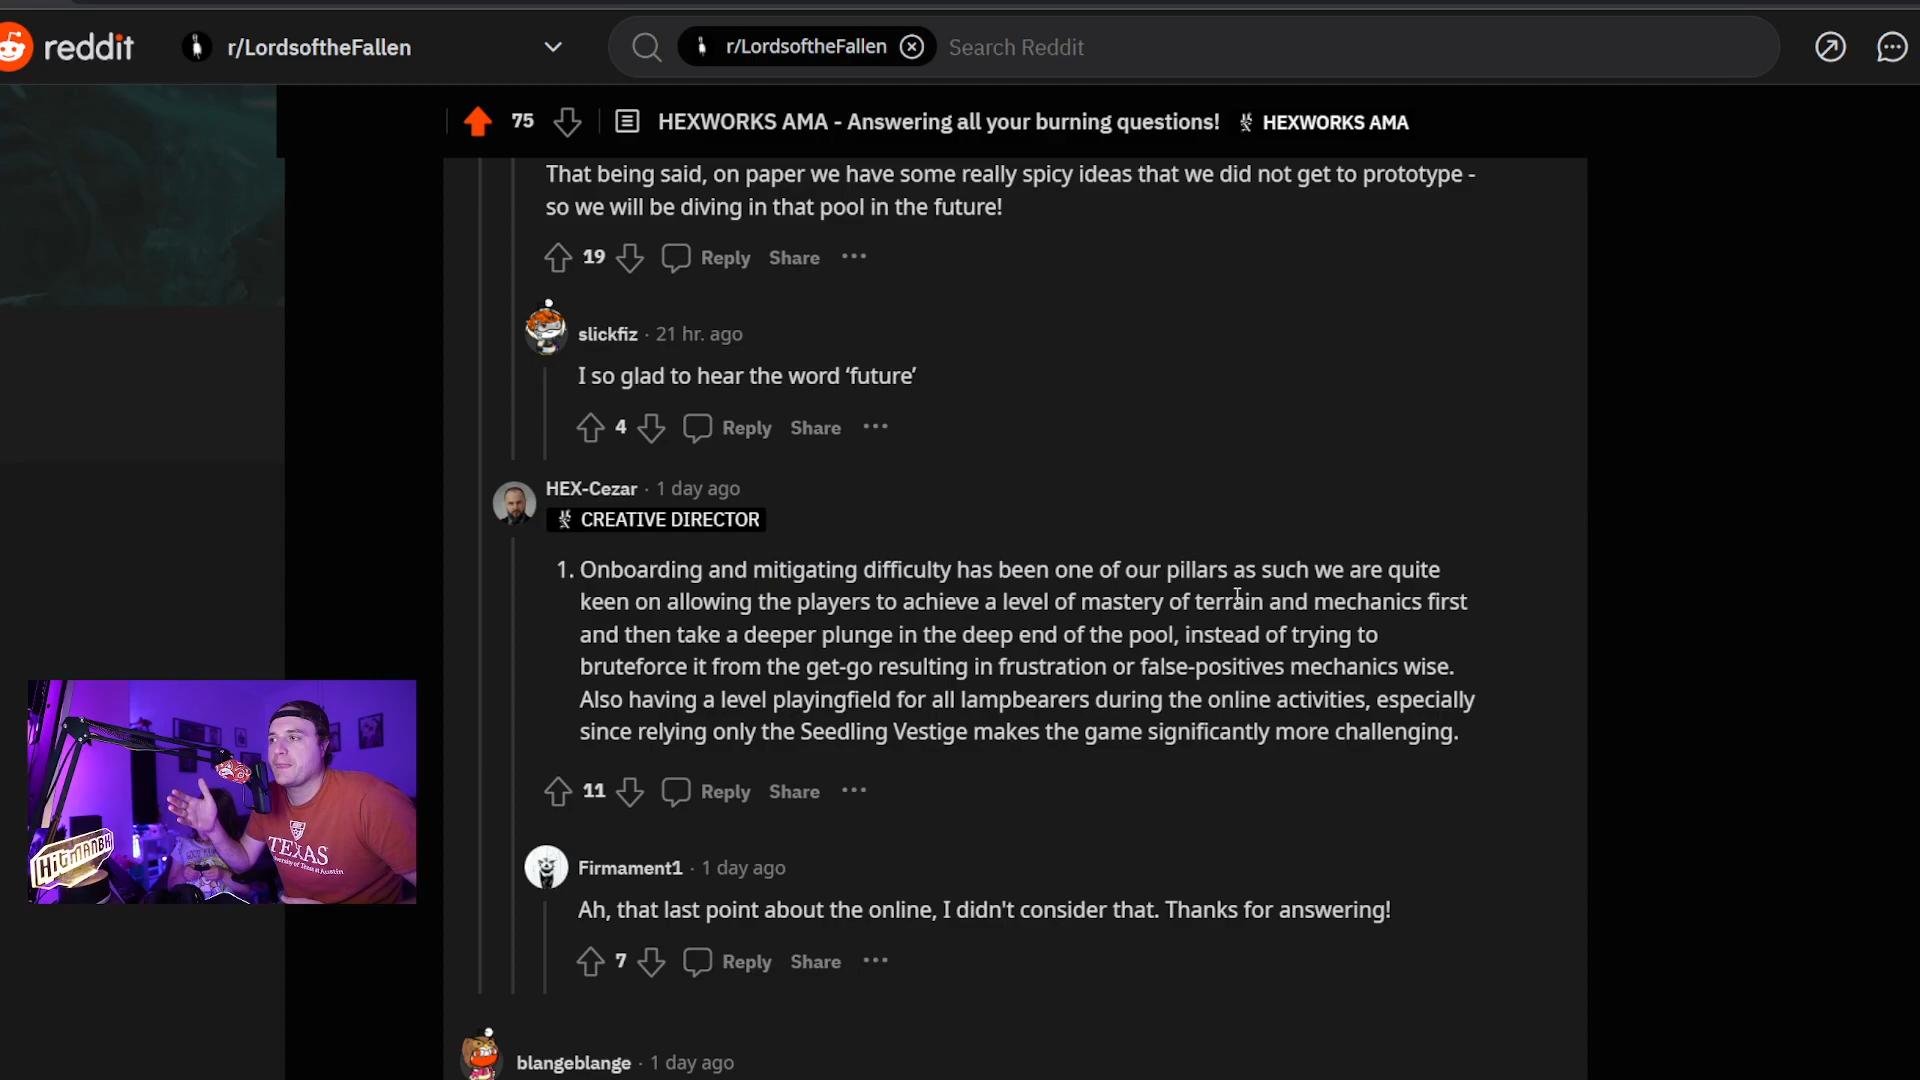 reddit
r/LordsoftheFallen
r/LordsoftheFallen
Search Reddit
75
HEXWORKS AMA - Answering all your burning questions!
HEXWORKS AMA
That being said, on paper we have some really spicy ideas that we did not get to prototype -
so we will be diving in that pool in the future!
19 Reply Share
slickfiz · 21 hr. ago
I so glad to hear the word ‘future’
4 Reply Share
HEX-Cezar · 1 day ago
CREATIVE DIRECTOR
1. Onboarding and mitigating difficulty has been one of our pillars as such we are quite
keen on allowing the players to achieve a level of mastery of terrain and mechanics first
and then take a deeper plunge in the deep end of the pool, instead of trying to
bruteforce it from the get-go resulting in frustration or false-positives mechanics wise.
Also having a level playingfield for all lampbearers during the online activities, especially
since relying only the Seedling Vestige makes the game significantly more challenging.
11 Reply Share
Firmament1 · 1 day ago
Ah, that last point about the online, I didn't consider that. Thanks for answering!
7 Reply Share
blangeblange · 1 day ago
HiTMANBK
TEXAS
University of Texas at Austin